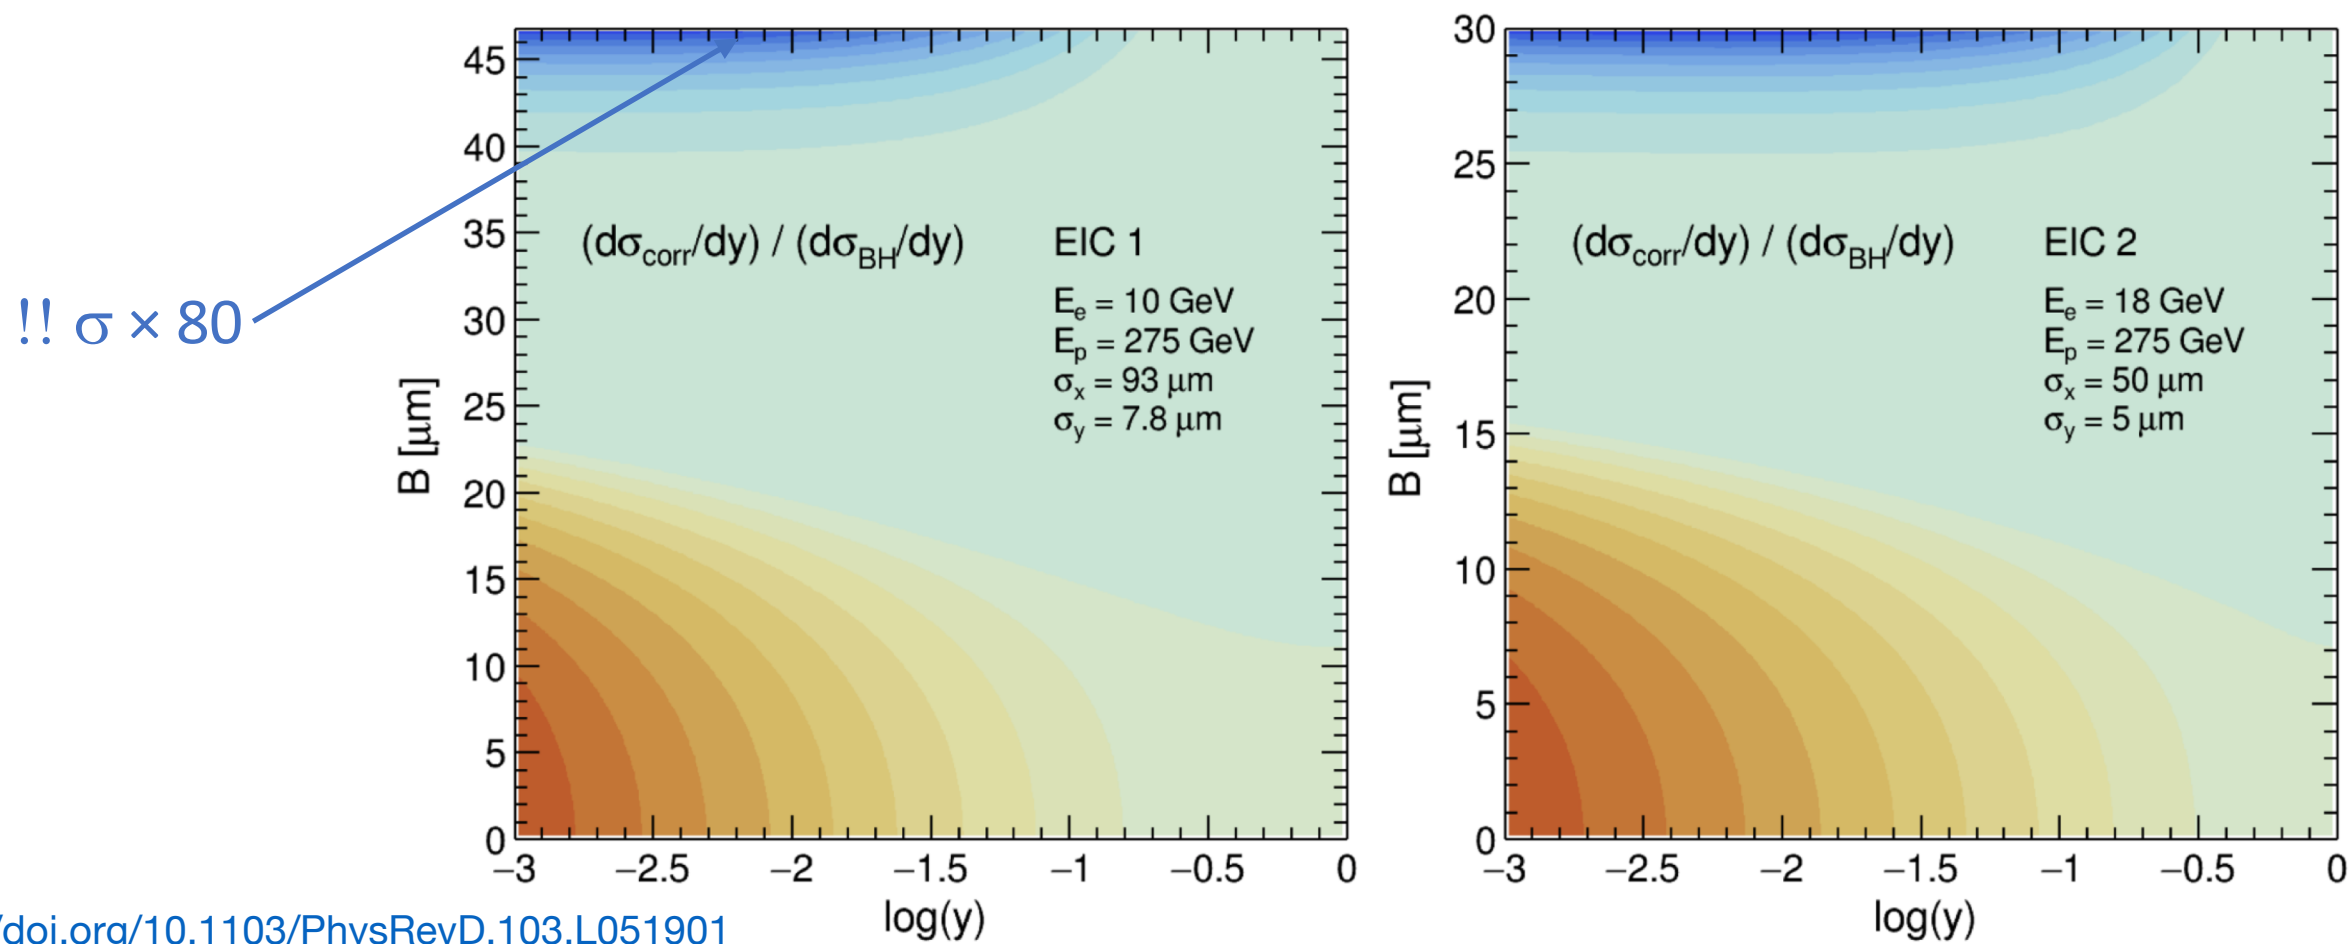 !! σ × 80
45
40
35
30
25
20
15
10
5
0
B [μm]
(dσcorr/dy) / (dσBH/dy)
EIC 1
Ee = 10 GeV
Ep = 275 GeV
σx = 93 μm
σy = 7.8 μm
−3 −2.5 −2 −1.5 −1 −0.5 0
log(y)
30
25
20
15
10
5
0
B [μm]
(dσcorr/dy) / (dσBH/dy)
EIC 2
Ee = 18 GeV
Ep = 275 GeV
σx = 50 μm
σy = 5 μm
−3 −2.5 −2 −1.5 −1 −0.5 0
log(y)
/doi.org/10.1103/PhysRevD.103.L051901